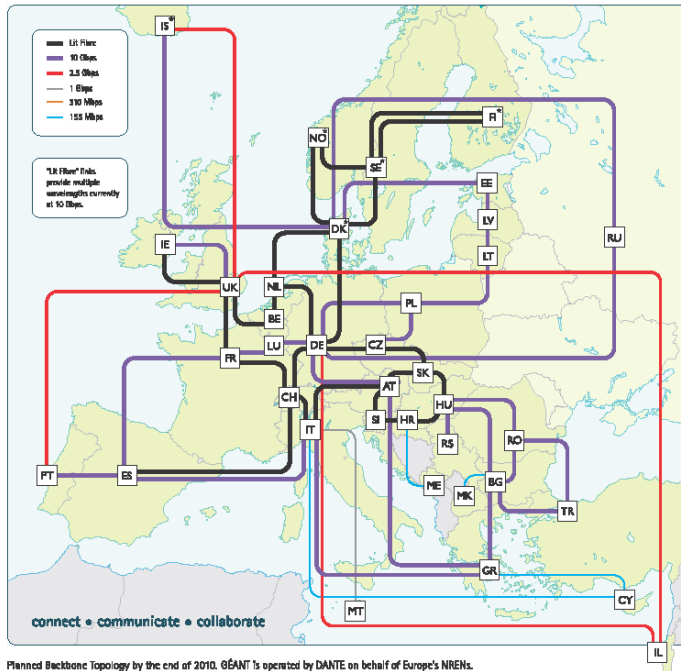 IS*
Lit Fibre
10 Gbps
2.5 Gbps
1 Gbps
310 Mbps
155 Mbps
"Lit Fibre" links
provide multiple
wavelengths currently
at 10 Gbps.
NO*
FI*
SE*
EE
DK*
LV
RU
IE
LT
UK
NL
PL
BE
LU
DE
CZ
FR
SK
AT
CH
HU
SI
HR
IT
RS
RO
PT
ES
ME
MK
BG
TR
GR
MT
CY
connect • communicate • collaborate
IL
Planned Backbone Topology by the end of 2010. GÉANT is operated by DANTE on behalf of Europe's NRENs.